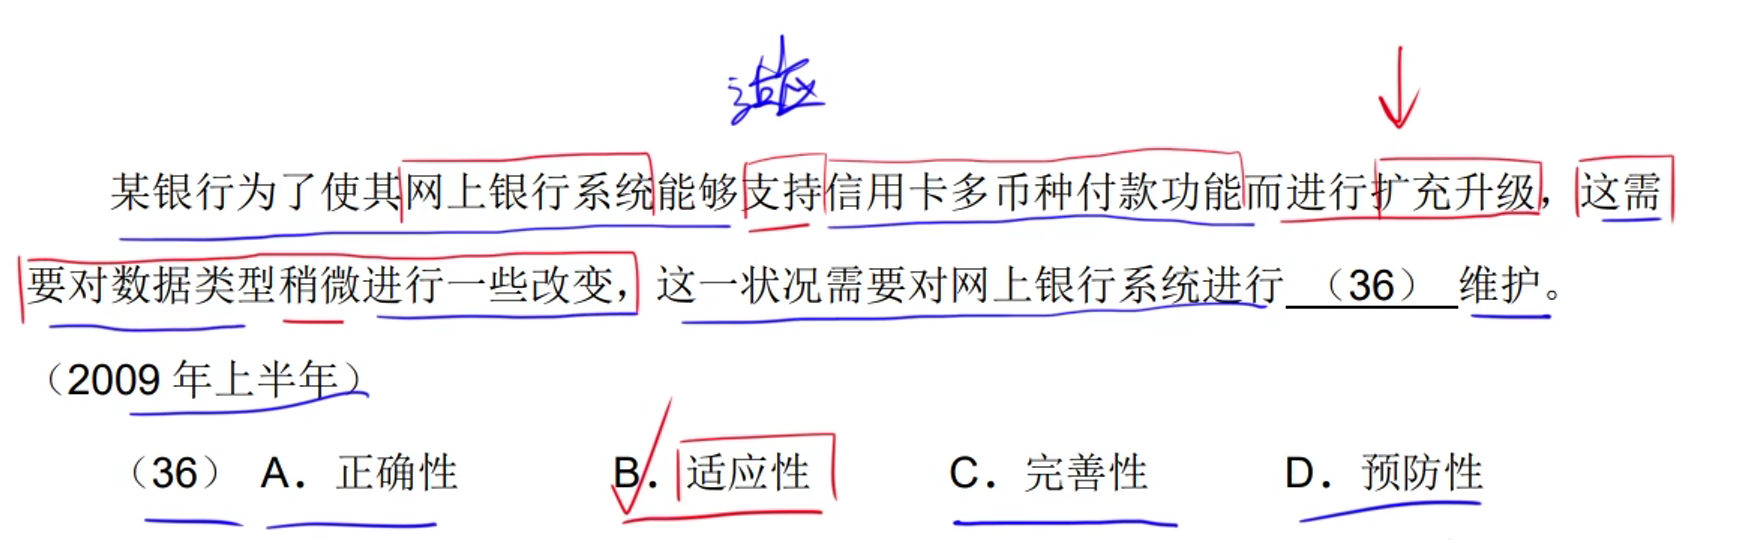 适应
某银行为了使其网上银行系统能够支持信用卡多币种付款功能而进行扩充升级，这需
要对数据类型稍微进行一些改变，这一状况需要对网上银行系统进行（36）维护。
（2009 年上半年）
（36） A．正确性 B．适应性 C．完善性 D．预防性